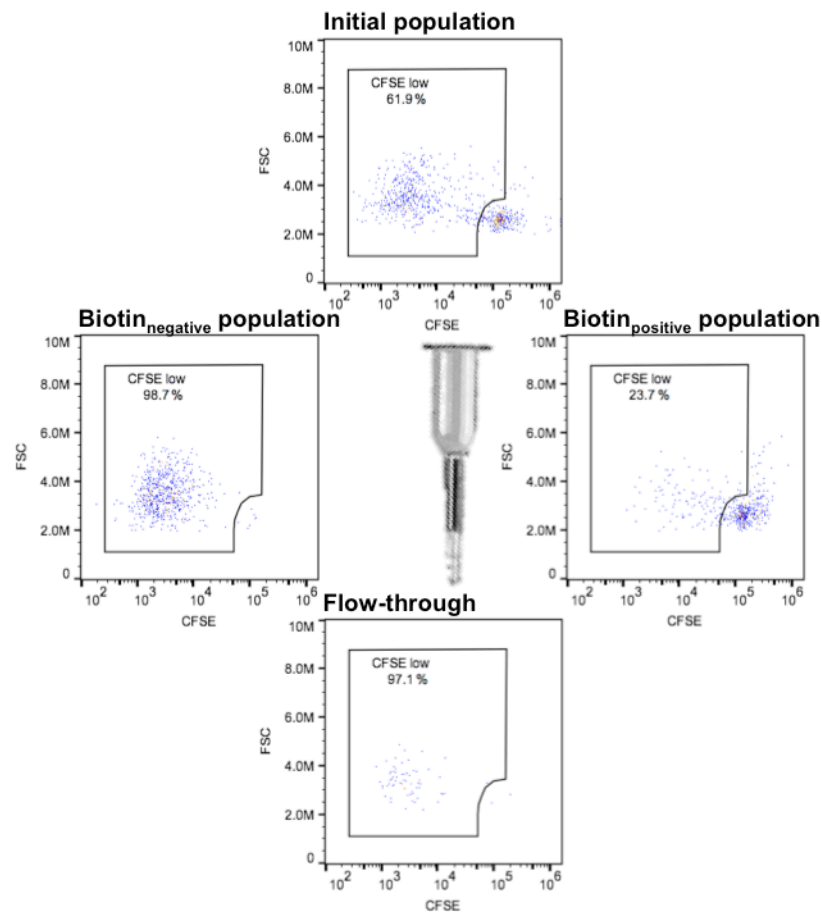 Initial population
10M
8.0M
6.0M
4.0M
2.0M
0
FSC
CFSE low
61.9%
10² 10³ 10⁴ 10⁵ 10⁶
CFSE
Biotinnegative population
10M
8.0M
6.0M
4.0M
2.0M
0
FSC
CFSE low
98.7%
10² 10³ 10⁴ 10⁵ 10⁶
CFSE
Biotinpositive population
10M
8.0M
6.0M
4.0M
2.0M
0
FSC
CFSE low
23.7%
10² 10³ 10⁴ 10⁵ 10⁶
CFSE
Flow-through
10M
8.0M
6.0M
4.0M
2.0M
0
FSC
CFSE low
97.1%
10² 10³ 10⁴ 10⁵ 10⁶
CFSE